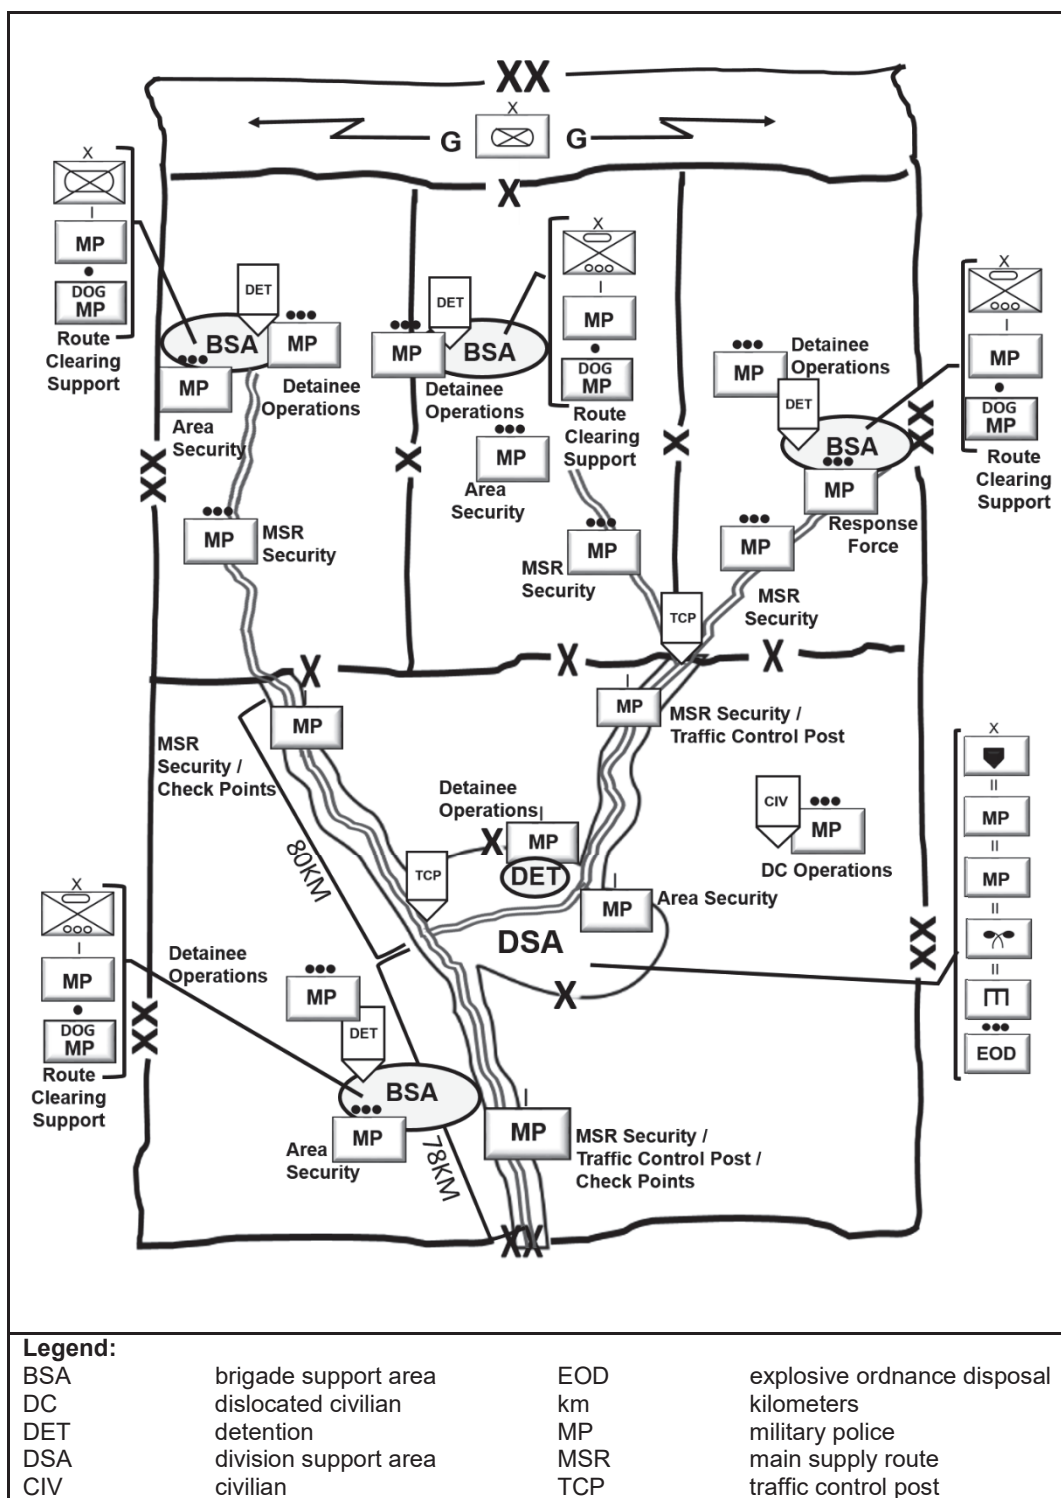 XX
X
G
G
X
X
MP
DOG
MP
Route
Clearing
Support
DET
BSA
MP
Detainee
Operations
MP
Area
Security
DET
MP
BSA
Detainee
Operations
MP
Area
Security
X
MP
DOG
MP
Route
Clearing
Support
MP
Detainee
Operations
DET
BSA
MP
Response
Force
X
MP
DOG
MP
Route
Clearing
Support
XX
X
X
XX
MP
MSR
Security
MP
MSR
Security
MP
MSR
Security
TCP
X
X
X
MP
MSR
Security /
Check Points
MP
MSR Security /
Traffic Control Post
80KM
Detainee
Operations
X
MP
DET
TCP
CIV
MP
DC Operations
MP
Area Security
DSA
X
X
MP
MP
EOD
XX
X
MP
DOG
MP
Route
Clearing
Support
XX
Detainee
Operations
MP
DET
BSA
MP
Area
Security
78KM
MP
MSR Security /
Traffic Control Post /
Check Points
XX
Legend:
BSA brigade support area EOD explosive ordnance disposal
DC dislocated civilian km kilometers
DET detention MP military police
DSA division support area MSR main supply route
CIV civilian TCP traffic control post